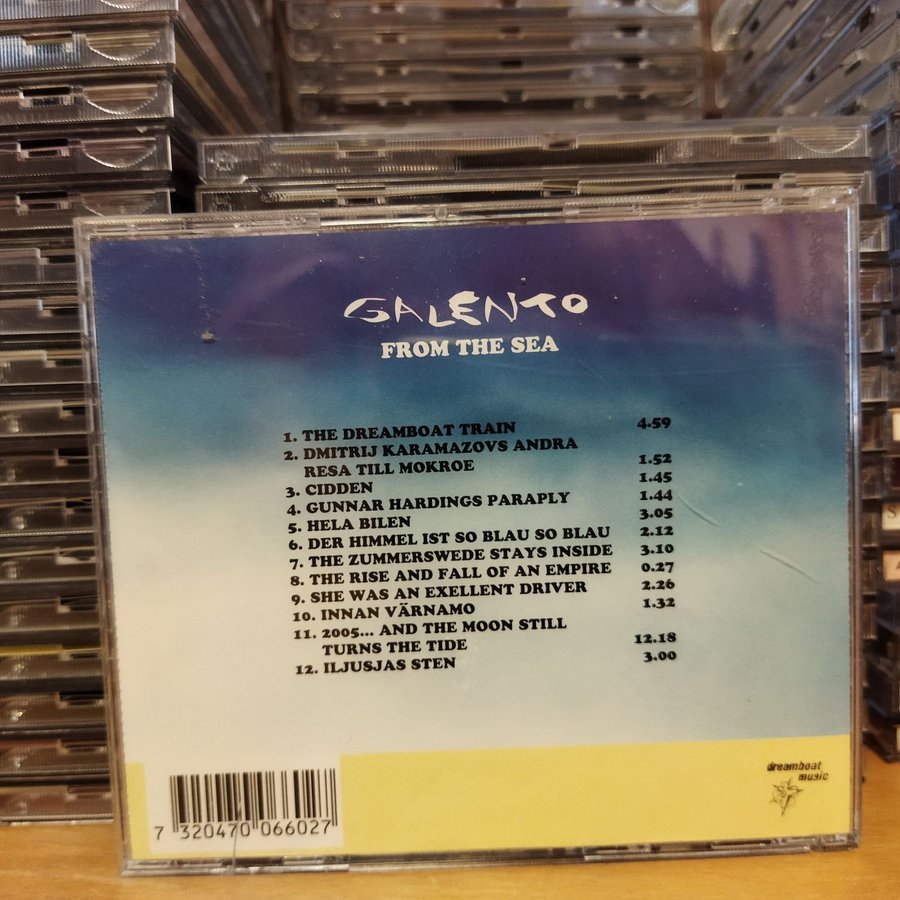 GALENTO
FROM THE SEA
1. THE DREAMBOAT TRAIN 4.59
2. DMITRIJ KARAMAZOVS ANDRA
RESA TILL MOKROE 1.52
3. CIDDEN 1.45
4. GUNNAR HARDINGS PARAPLY 1.44
5. HELA BILEN 3.05
6. DER HIMMEL IST SO BLAU SO BLAU 2.12
7. THE ZUMMERSWEDE STAYS INSIDE 3.10
8. THE RISE AND FALL OF AN EMPIRE 0.27
9. SHE WAS AN EXELLENT DRIVER 2.26
10. INNAN VÄRNAMO 1.32
11. 2005... AND THE MOON STILL
TURNS THE TIDE 12.18
12. ILJUSJAS STEN 3.00
dreamboat
music
7 320470 066027